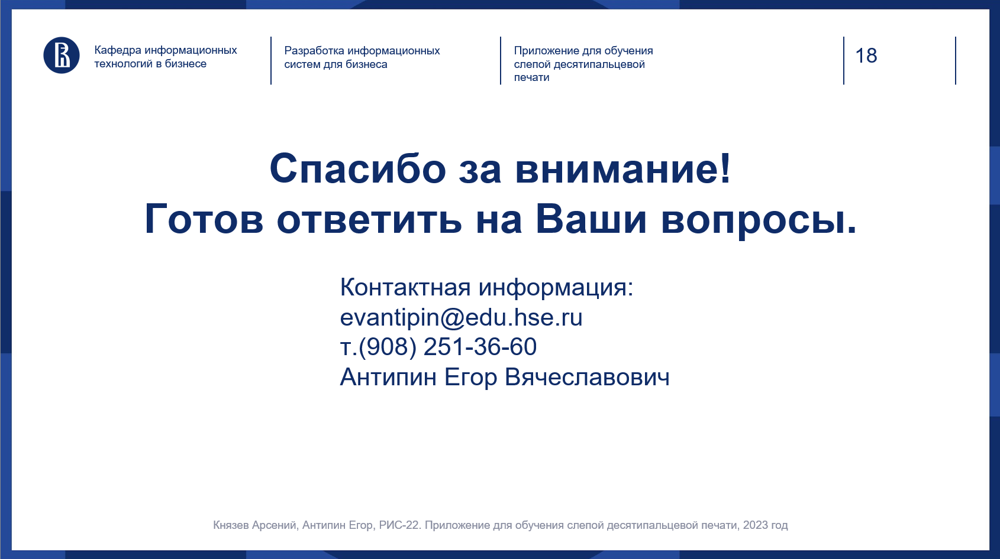 Кафедра информационных
технологий в бизнесе
Разработка информационных
систем для бизнеса
Приложение для обучения
слепой десятипальцевой
печати
18
Спасибо за внимание!
Готов ответить на Ваши вопросы.
Контактная информация:
evantipin@edu.hse.ru
т.(908) 251-36-60
Антипин Егор Вячеславович
Князев Арсений, Антипин Егор, РИС-22. Приложение для обучения слепой десятипальцевой печати, 2023 год